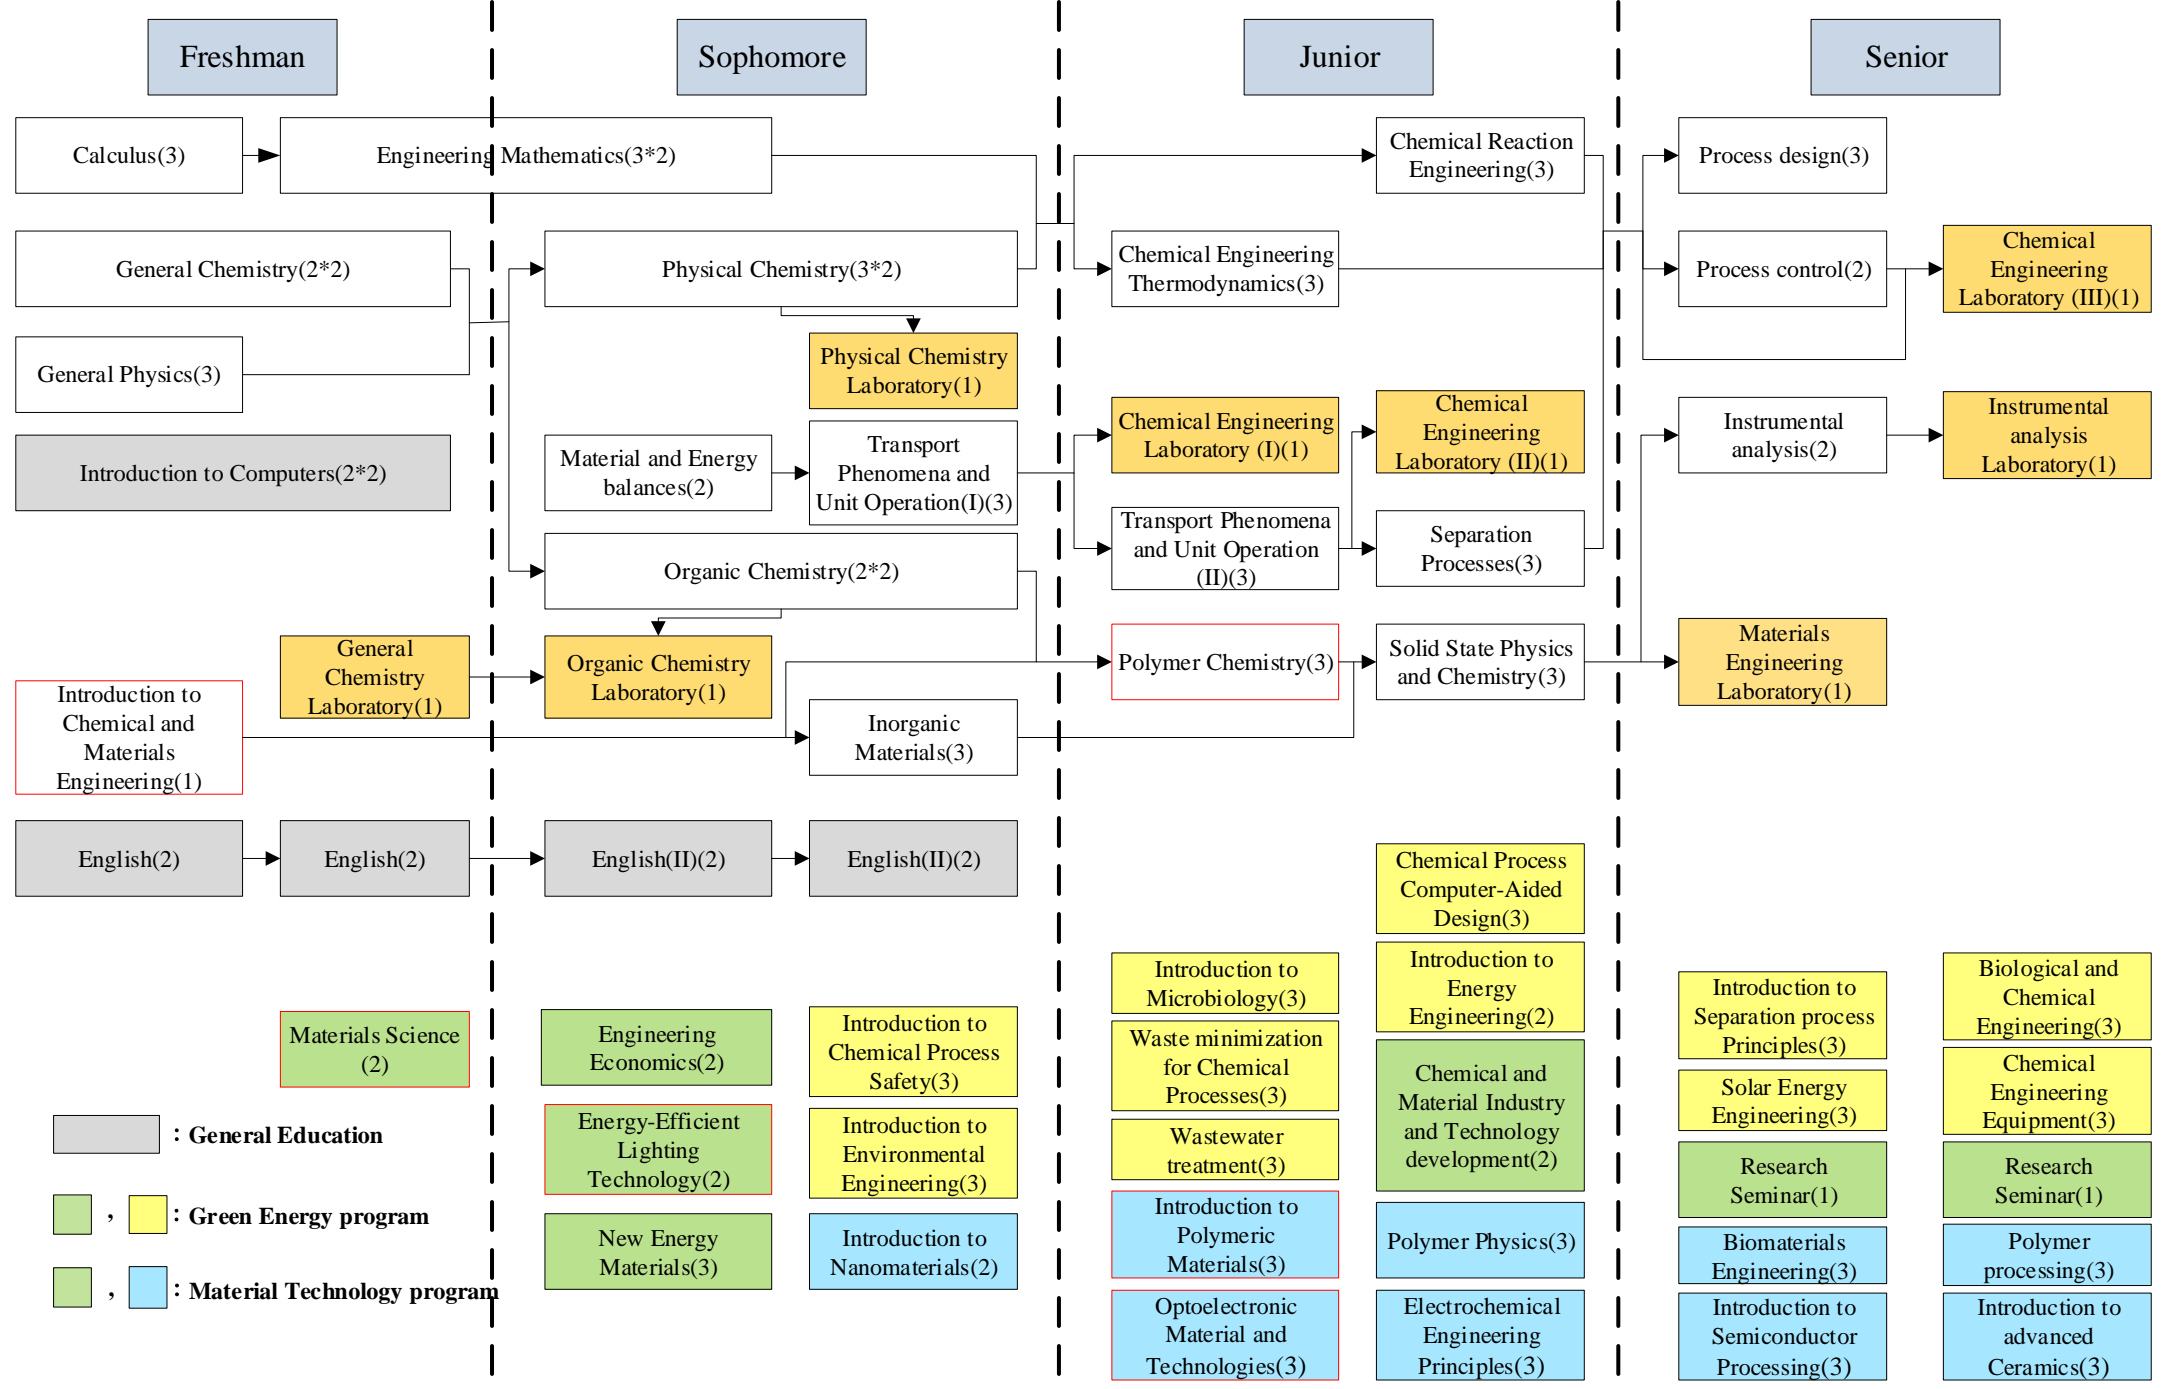 Freshman
Sophomore
Junior
Senior
Calculus(3)
Engineering Mathematics(3*2)
Chemical Reaction
Engineering(3)
Process design(3)
General Chemistry(2*2)
Physical Chemistry(3*2)
Chemical Engineering
Thermodynamics(3)
Process control(2)
Chemical
Engineering
Laboratory (III)(1)
General Physics(3)
Physical Chemistry
Laboratory(1)
Introduction to Computers(2*2)
Material and Energy
balances(2)
Transport
Phenomena and
Unit Operation(I)(3)
Chemical Engineering
Laboratory (I)(1)
Chemical
Engineering
Laboratory (II)(1)
Instrumental
analysis(2)
Instrumental
analysis
Laboratory(1)
Organic Chemistry(2*2)
Transport Phenomena
and Unit Operation
(II)(3)
Separation
Processes(3)
General
Chemistry
Laboratory(1)
Organic Chemistry
Laboratory(1)
Polymer Chemistry(3)
Solid State Physics
and Chemistry(3)
Materials
Engineering
Laboratory(1)
Introduction to
Chemical and
Materials
Engineering(1)
Inorganic
Materials(3)
English(2)
English(2)
English(II)(2)
English(II)(2)
Chemical Process
Computer-Aided
Design(3)
Introduction to
Microbiology(3)
Introduction to
Energy
Engineering(2)
Introduction to
Separation process
Principles(3)
Biological and
Chemical
Engineering(3)
Materials Science
(2)
Engineering
Economics(2)
Introduction to
Chemical Process
Safety(3)
Waste minimization
for Chemical
Processes(3)
Chemical and
Material Industry
and Technology
development(2)
Solar Energy
Engineering(3)
Chemical
Engineering
Equipment(3)
: General Education
Energy-Efficient
Lighting
Technology(2)
Introduction to
Environmental
Engineering(3)
Wastewater
treatment(3)
Research
Seminar(1)
Research
Seminar(1)
, : Green Energy program
New Energy
Materials(3)
Introduction to
Nanomaterials(2)
Introduction to
Polymeric
Materials(3)
Polymer Physics(3)
Biomaterials
Engineering(3)
Polymer
processing(3)
, : Material Technology program
Optoelectronic
Material and
Technologies(3)
Electrochemical
Engineering
Principles(3)
Introduction to
Semiconductor
Processing(3)
Introduction to
advanced
Ceramics(3)